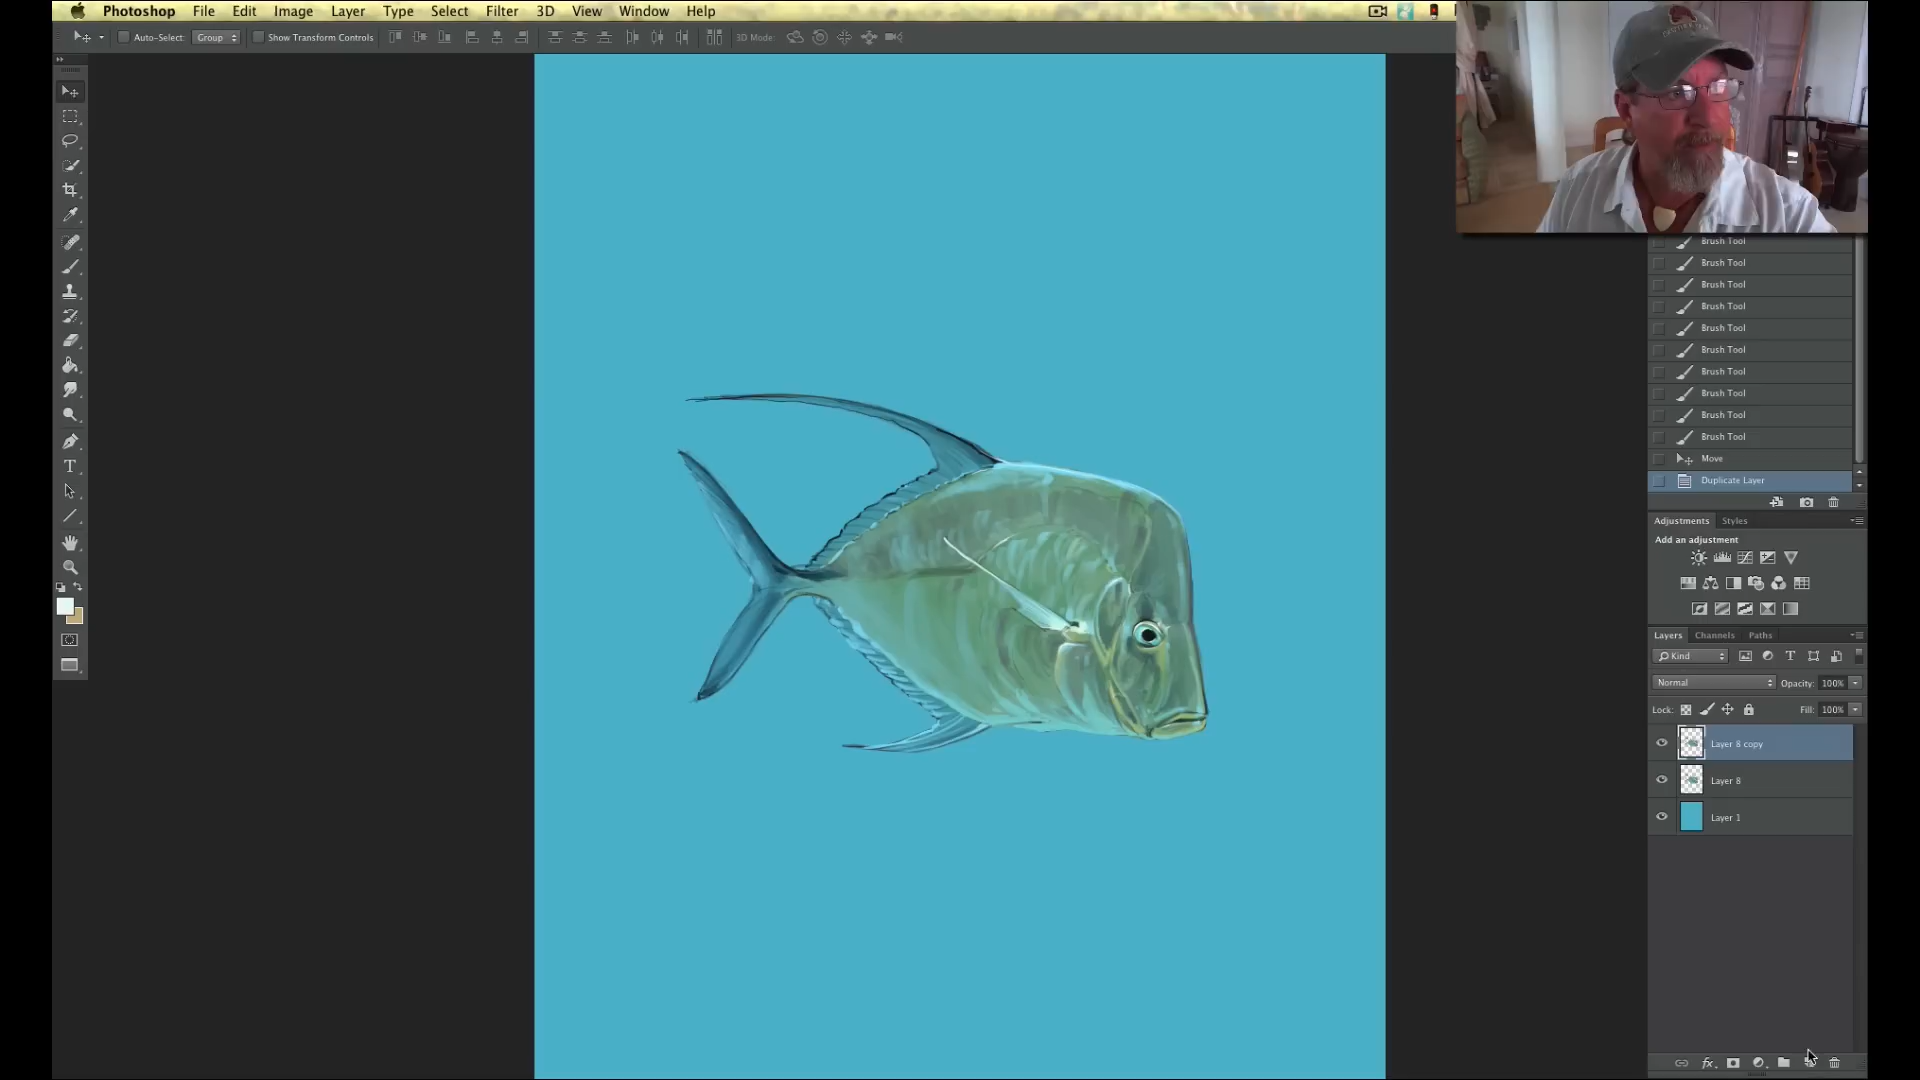 Photoshop File Edit Image Layer Type Select Filter 3D View Window Help
Auto-Select: Group Show Transform Controls 3D Mode:
Brush Tool
Brush Tool
Brush Tool
Brush Tool
Brush Tool
Brush Tool
Brush Tool
Brush Tool
Brush Tool
Brush Tool
Move
Duplicate Layer
Adjustments Styles
Add an adjustment
Layers Channels Paths
Kind
Normal Opacity: 100%
Lock: Fill: 100%
Layer 8 copy
Layer 8
Layer 1